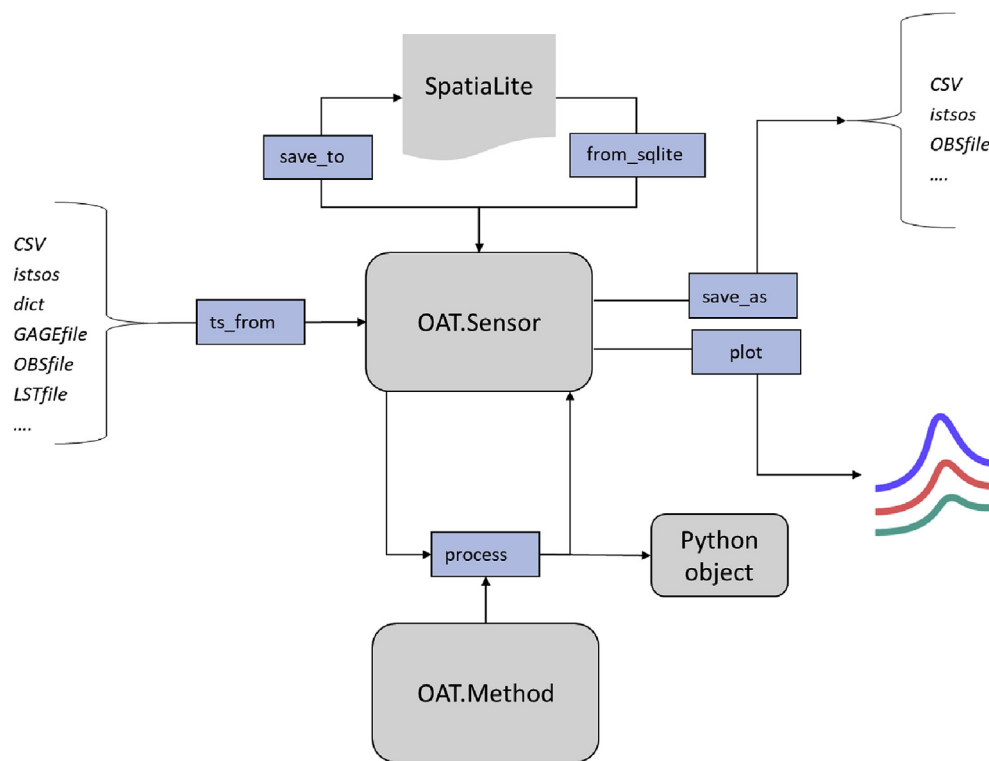 SpatiaLite
save_to
from_sqlite
CSV
istsos
OBSfile
....
CSV
istsos
dict
GAGEfile
OBSfile
LSTfile
....
ts_from
OAT.Sensor
save_as
plot
process
Python
object
OAT.Method